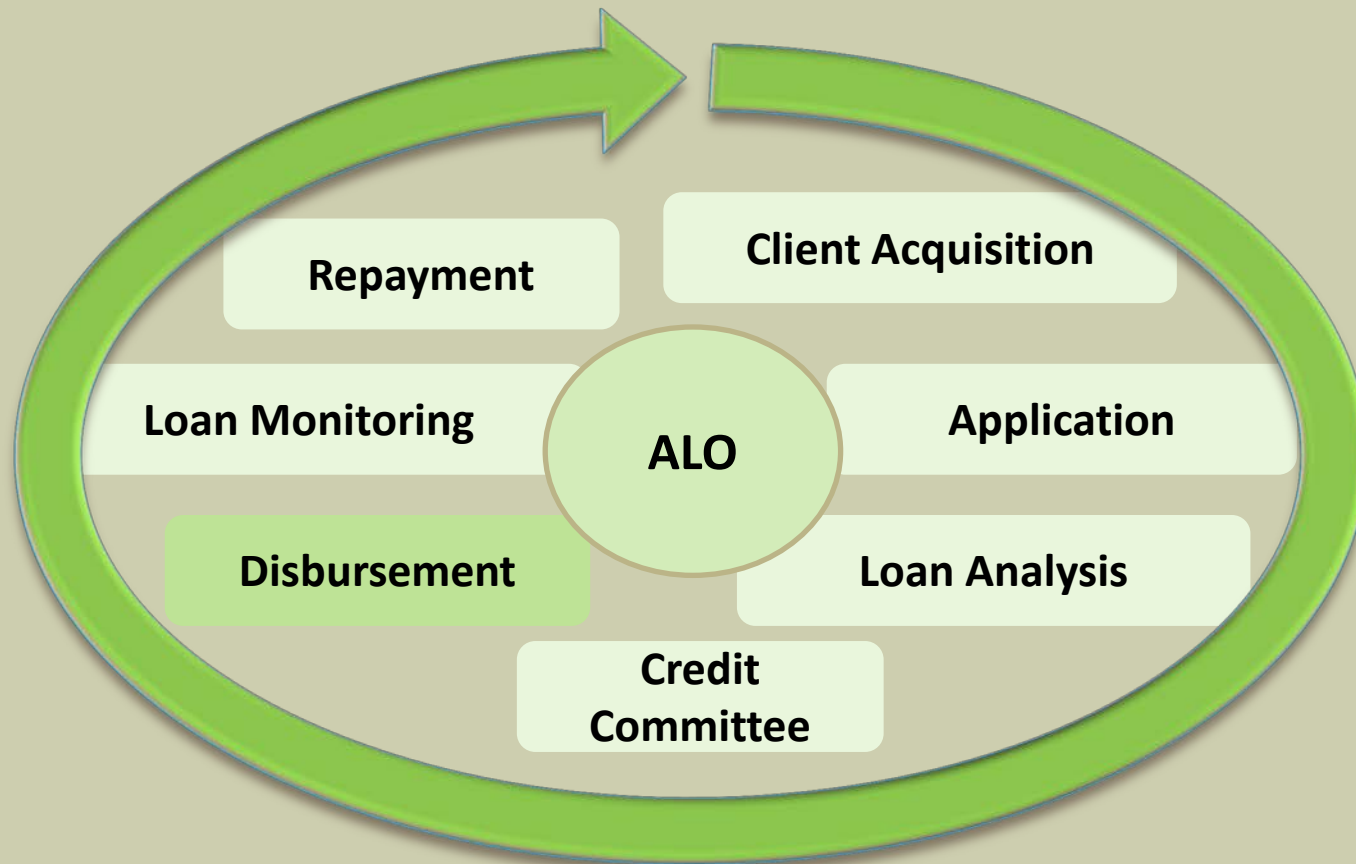 Client Acquisition
Repayment
Application
Loan Monitoring
ALO
Loan Analysis
Disbursement
Credit
Committee